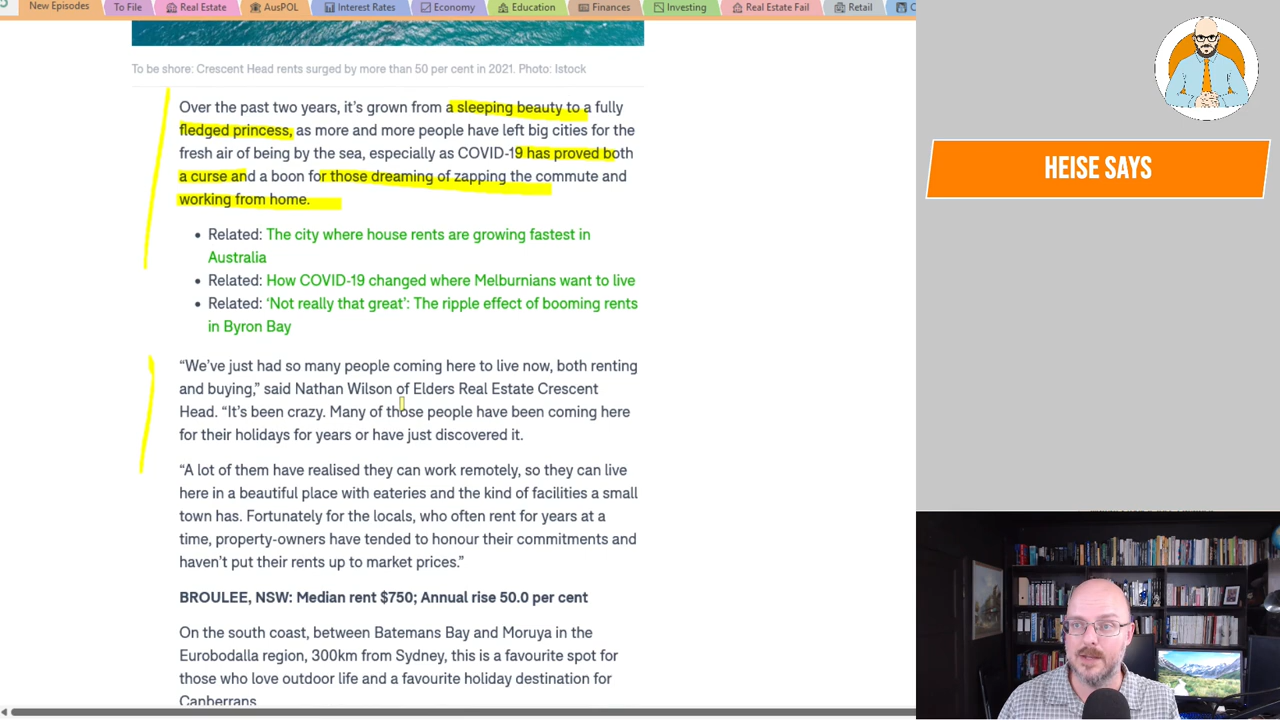 New Episodes
To File
Real Estate
AusPOL
Interest Rates
Economy
Education
Finances
Investing
Real Estate Fail
Retail
To be shore: Crescent Head rents surged by more than 50 per cent in 2021. Photo: Istock
Over the past two years, it's grown from a sleeping beauty to a fully
fledged princess, as more and more people have left big cities for the
fresh air of being by the sea, especially as COVID-19 has proved both
a curse and a boon for those dreaming of zapping the commute and
working from home.
• Related: The city where house rents are growing fastest in
Australia
• Related: How COVID-19 changed where Melburnians want to live
• Related: ‘Not really that great’: The ripple effect of booming rents
in Byron Bay
“We’ve just had so many people coming here to live now, both renting
and buying,” said Nathan Wilson of Elders Real Estate Crescent
Head. “It’s been crazy. Many of those people have been coming here
for their holidays for years or have just discovered it.
“A lot of them have realised they can work remotely, so they can live
here in a beautiful place with eateries and the kind of facilities a small
town has. Fortunately for the locals, who often rent for years at a
time, property-owners have tended to honour their commitments and
haven’t put their rents up to market prices.”
BROULEE, NSW: Median rent $750; Annual rise 50.0 per cent
On the south coast, between Batemans Bay and Moruya in the
Eurobodalla region, 300km from Sydney, this is a favourite spot for
those who love outdoor life and a favourite holiday destination for
Canberrans
HEISE SAYS